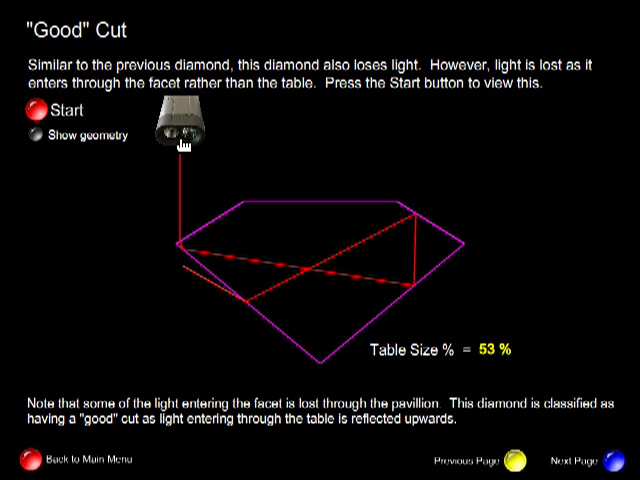 "Good" Cut
Similar to the previous diamond, this diamond also loses light. However, light is lost as it
enters through the facet rather than the table. Press the Start button to view this.
Start
Show geometry
Table Size % = 53 %
Note that some of the light entering the facet is lost through the pavillion. This diamond is classified as
having a "good" cut as light entering through the table is reflected upwards.
Back to Main Menu
Previous Page
Next Page